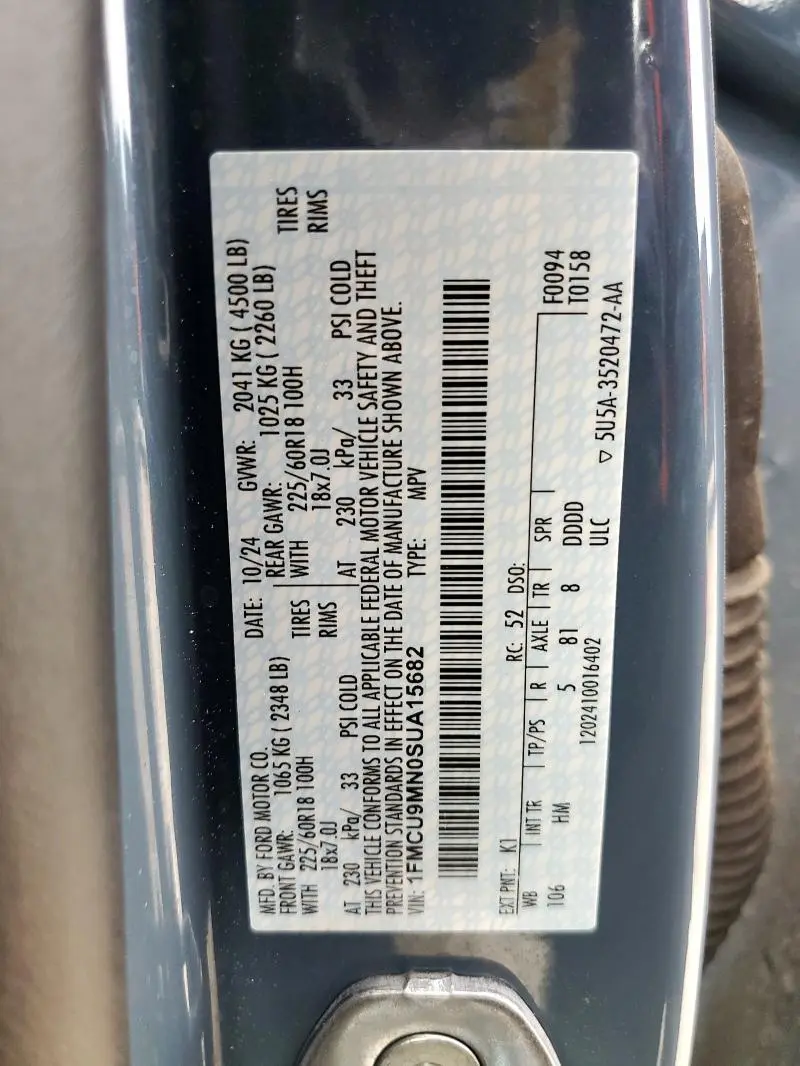 MFD. BY FORD MOTOR CO.
DATE: 10/24 GVWR: 2041 KG ( 4500 LB)
FRONT GAWR: 1065 KG ( 2348 LB)
REAR GAWR: 1025 KG ( 2260 LB)
WITH 225/60R18 100H TIRES
WITH 225/60R18 100H TIRES
18x7.0J RIMS
18x7.0J RIMS
AT 230 kPa/ 33 PSI COLD
AT 230 kPa/ 33 PSI COLD
THIS VEHICLE CONFORMS TO ALL APPLICABLE FEDERAL MOTOR VEHICLE SAFETY AND THEFT
PREVENTION STANDARDS IN EFFECT ON THE DATE OF MANUFACTURE SHOWN ABOVE.
VIN: 1FMCU9MN0SUA15682 TYPE: MPV
EXT PNT: K1 RC: 52 DSO:
WB INT TR TP/PS R AXLE TR SPR F0094
T0158
106 HM 5 81 8 DDDD
ULC
1202410016402
▽ 5U5A-3520472-AA